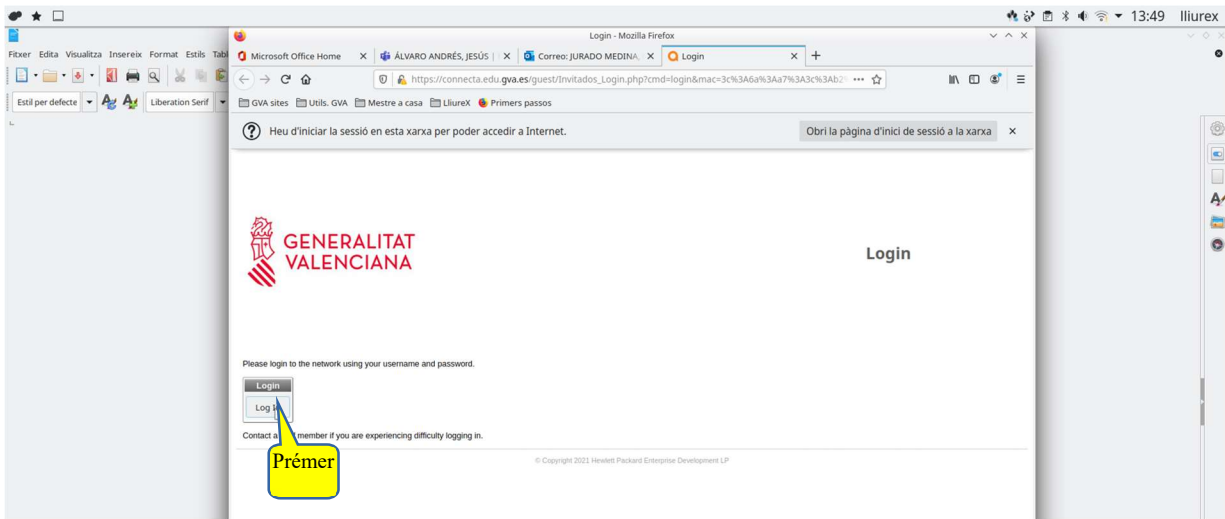 13:49 lliurex
Login - Mozilla Firefox
Fitxer Edita Visualitza Insereix Format Estils Tabl
Microsoft Office Home ÁLVARO ANDRÉS, JESÚS | Correo: JURADO MEDINA, Login
https://connecta.edu.gva.es/guest/Invitados_Login.php?cmd=login&mac=3c%3A6a%3Aa7%3A3c%3Ab2
Estil per defecte Liberation Serif
GVA sites Utils. GVA Mestre a casa LliureX Primers passos
Heu d'iniciar la sessió en esta xarxa per poder accedir a Internet. Obri la pàgina d'inici de sessió a la xarxa
GENERALITAT
VALENCIANA
Login
Please login to the network using your username and password.
Login
Log
Contact a member if you are experiencing difficulty logging in.
Prémer
© Copyright 2021 Hewlett Packard Enterprise Development LP